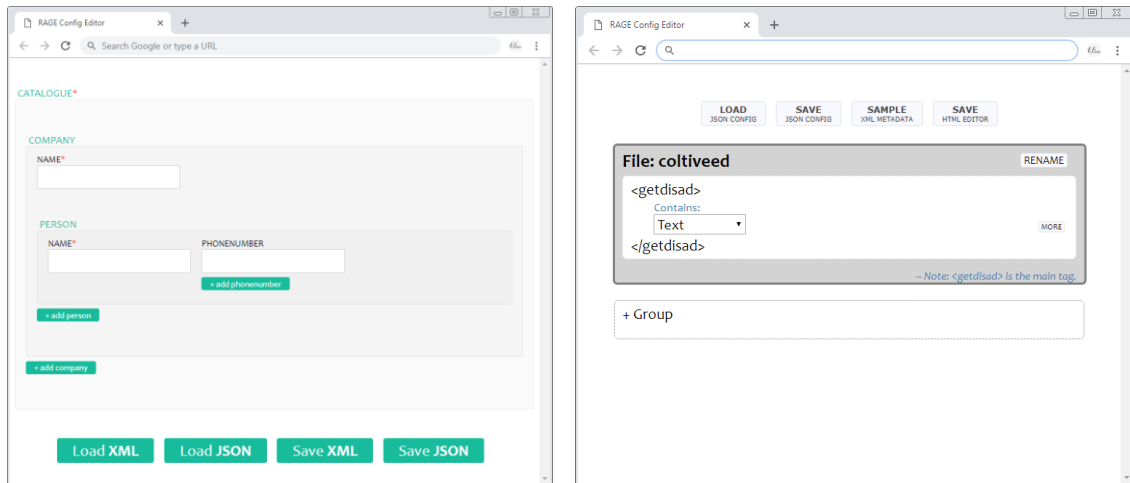 RAGE Config Editor
Search Google or type a URL
CATALOGUE*
COMPANY
NAME*
PERSON
NAME* PHONENUMBER
+ add phonenumber
+ add person
+ add company
Load XML Load JSON Save XML Save JSON
RAGE Config Editor
LOAD SAVE SAMPLE SAVE
JSON CONFIG JSON CONFIG XML METADATA HTML EDITOR
File: coltiveed RENAME
<getdisad>
Contains:
Text MORE
</getdisad>
– Note: <getdisad> is the main tag.
+ Group